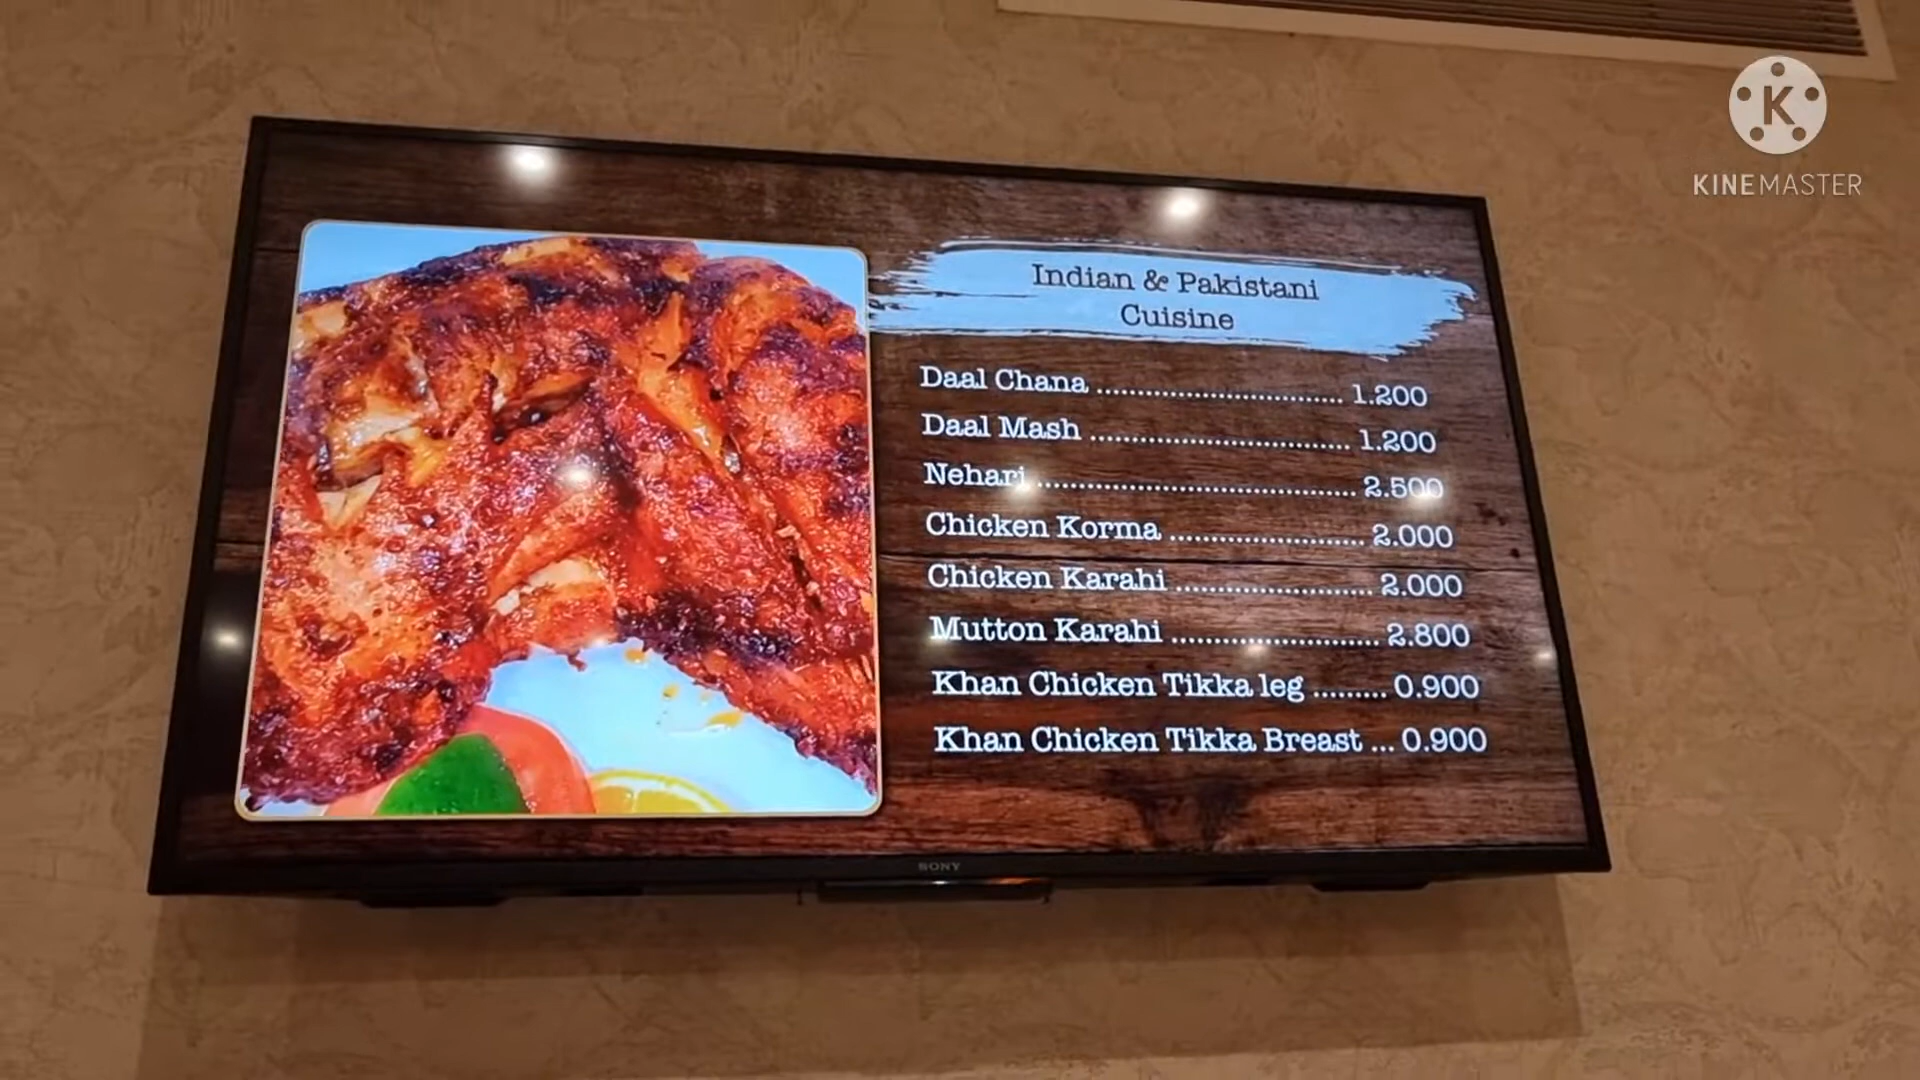 K
KINEMASTER
Indian & Pakistani
Cuisine
Daal Chana .................................. 1.200
Daal Mash .................................... 1.200
Nehari ............................................ 2.500
Chicken Korma ........................... 2.000
Chicken Karahi ........................... 2.000
Mutton Karahi ............................. 2.800
Khan Chicken Tikka leg ......... 0.900
Khan Chicken Tikka Breast ... 0.900
SONY